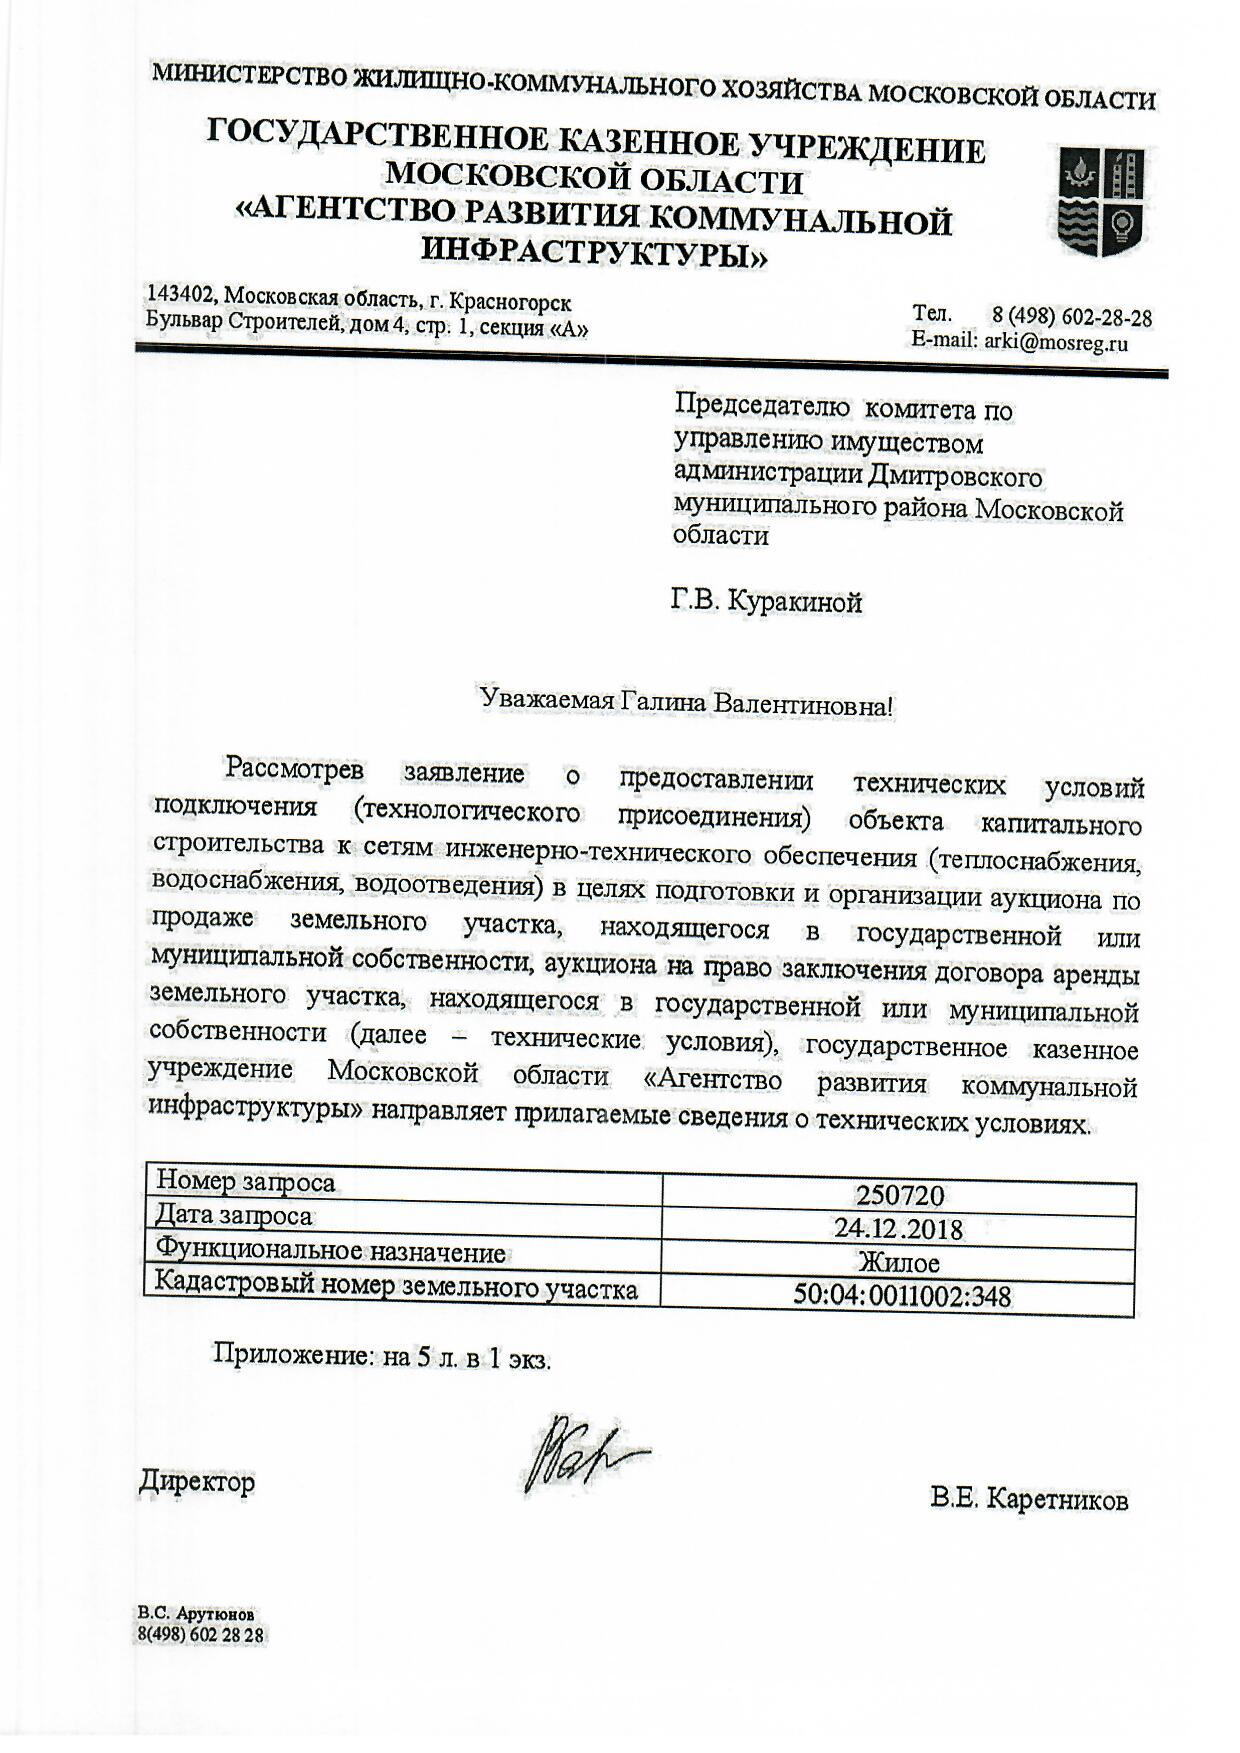 МИНИСТЕРСТВО ЖИЛИЩНО-КОММУНАЛЬНОГО ХОЗЯЙСТВА МОСКОВСКОЙ ОБЛАСТИ
ГОСУДАРСТВЕННОЕ КАЗЕННОЕ УЧРЕЖДЕНИЕ
МОСКОВСКОЙ ОБЛАСТИ
«АГЕНТСТВО РАЗВИТИЯ КОММУНАЛЬНОЙ
ИНФРАСТРУКТУРЫ»
143402, Московская область, г. Красногорск
Бульвар Строителей, дом 4, стр. 1, секция «А»
Тел. 8 (498) 602-28-28
E-mail: arki@mosreg.ru
Председателю комитета по
управлению имуществом
администрации Дмитровского
муниципального района Московской
области
Г.В. Куракиной
Уважаемая Галина Валентиновна!
Рассмотрев заявление о предоставлении технических условий
подключения (технологического присоединения) объекта капитального
строительства к сетям инженерно-технического обеспечения (теплоснабжения,
водоснабжения, водоотведения) в целях подготовки и организации аукциона по
продаже земельного участка, находящегося в государственной или
муниципальной собственности, аукциона на право заключения договора аренды
земельного участка, находящегося в государственной или муниципальной
собственности (далее – технические условия), государственное казенное
учреждение Московской области «Агентство развития коммунальной
инфраструктуры» направляет прилагаемые сведения о технических условиях.
Номер запроса 250720
Дата запроса 24.12.2018
Функциональное назначение Жилое
Кадастровый номер земельного участка 50:04:0011002:348
Приложение: на 5 л. в 1 экз.
Директор В.Е. Каретников
В.С. Арутюнов
8(498) 602 28 28